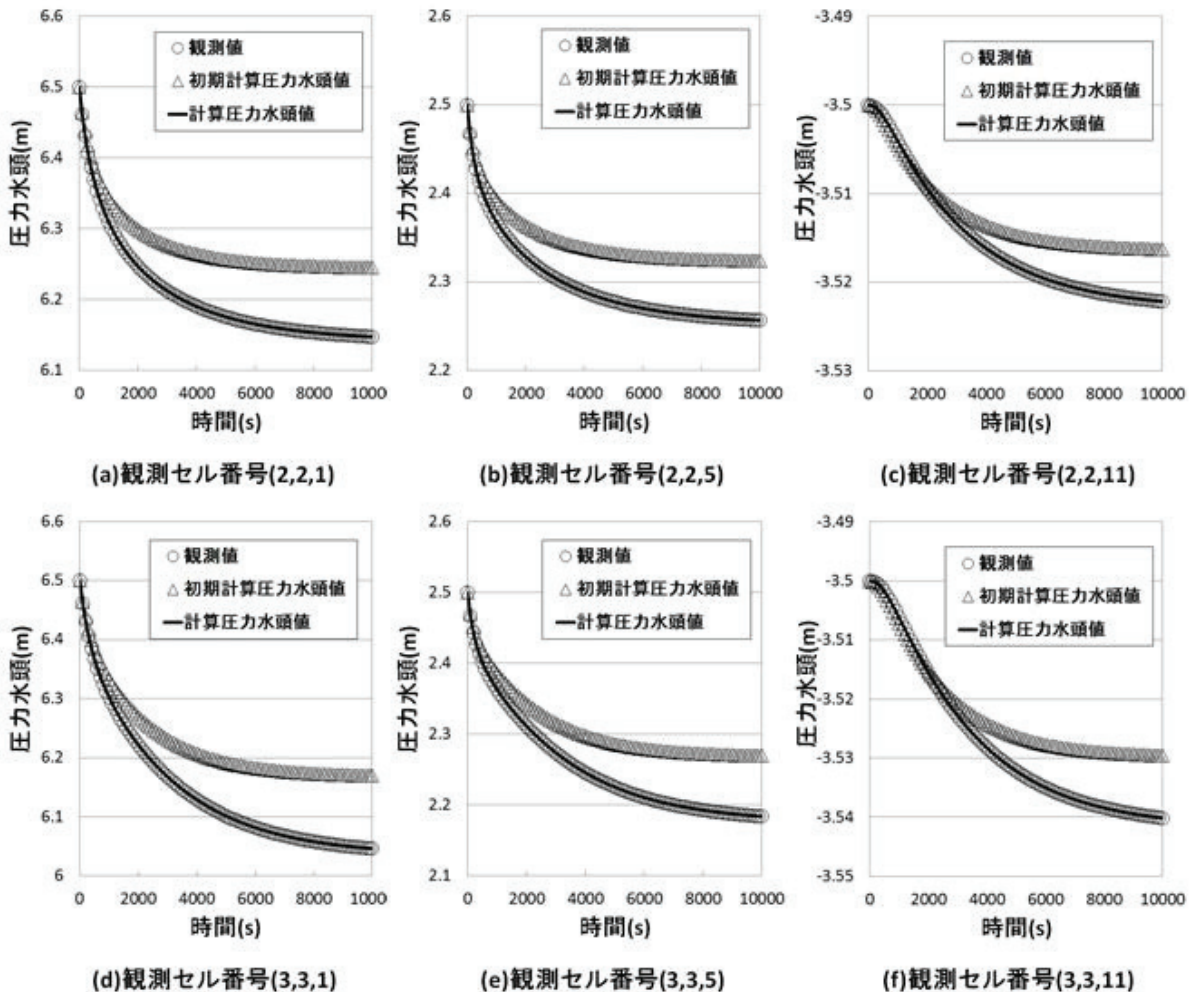 6.6
6.5
6.4
6.3
6.2
6.1
圧力水頭(m)
○観測値
△初期計算圧力水頭値
計算圧力水頭値
0 2000 4000 6000 8000 10000
時間(s)
(a)観測セル番号(2,2,1)
2.6
2.5
2.4
2.3
2.2
圧力水頭(m)
○観測値
△初期計算圧力水頭値
計算圧力水頭値
0 2000 4000 6000 8000 10000
時間(s)
(b)観測セル番号(2,2,5)
-3.49
-3.5
-3.51
-3.52
-3.53
圧力水頭(m)
○観測値
△初期計算圧力水頭値
計算圧力水頭値
0 2000 4000 6000 8000 10000
時間(s)
(c)観測セル番号(2,2,11)
6.6
6.5
6.4
6.3
6.2
6.1
6
圧力水頭(m)
○観測値
△初期計算圧力水頭値
計算圧力水頭値
0 2000 4000 6000 8000 10000
時間(s)
(d)観測セル番号(3,3,1)
2.6
2.5
2.4
2.3
2.2
2.1
圧力水頭(m)
○観測値
△初期計算圧力水頭値
計算圧力水頭値
0 2000 4000 6000 8000 10000
時間(s)
(e)観測セル番号(3,3,5)
-3.49
-3.5
-3.51
-3.52
-3.53
-3.54
-3.55
圧力水頭(m)
○観測値
△初期計算圧力水頭値
計算圧力水頭値
0 2000 4000 6000 8000 10000
時間(s)
(f)観測セル番号(3,3,11)